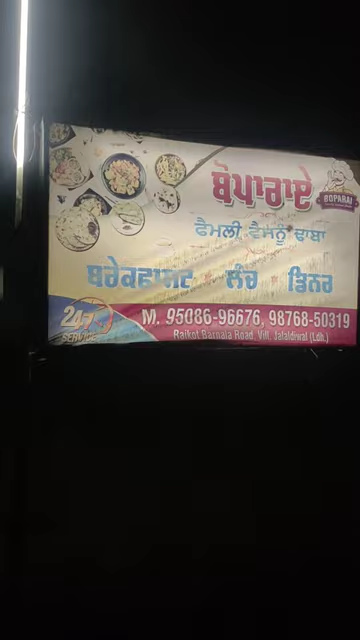 ਬੋਪਾਰਾਏ
BOPARAI
ਫੈਮਲੀ ਵੈਸ਼ਨੂੰ ਢਾਬਾ
ਬਰੇਕਫਾਸਟ ਲੰਚ ਡਿਨਰ
24x7
SERVICE
M. 95086-96676, 98768-50319
Raikot Barnala Road, Vill. Jalaldiwal (Ldh.)